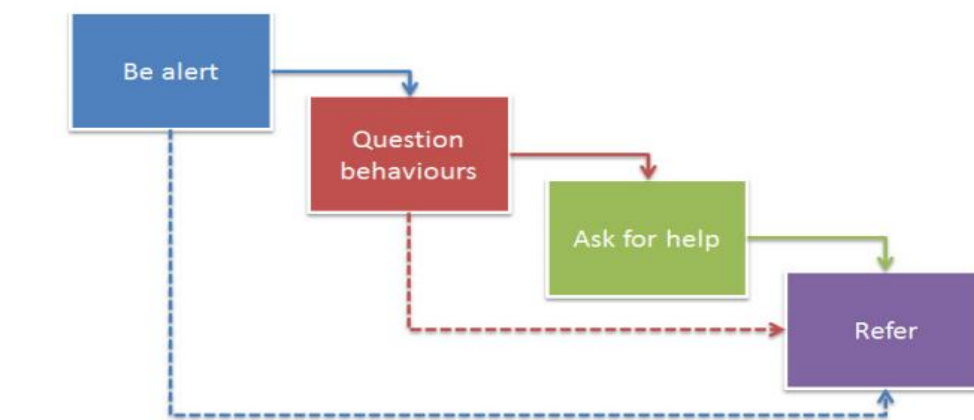 Be alert
Question
behaviours
Ask for help
Refer